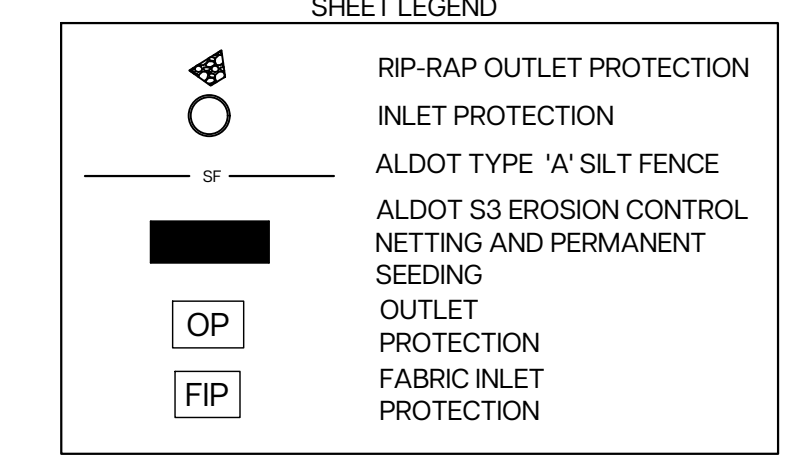 SHEET LEGEND
RIP-RAP OUTLET PROTECTION
INLET PROTECTION
SF
ALDOT TYPE 'A' SILT FENCE
ALDOT S3 EROSION CONTROL
NETTING AND PERMANENT
SEEDING
OP
OUTLET
PROTECTION
FIP
FABRIC INLET
PROTECTION